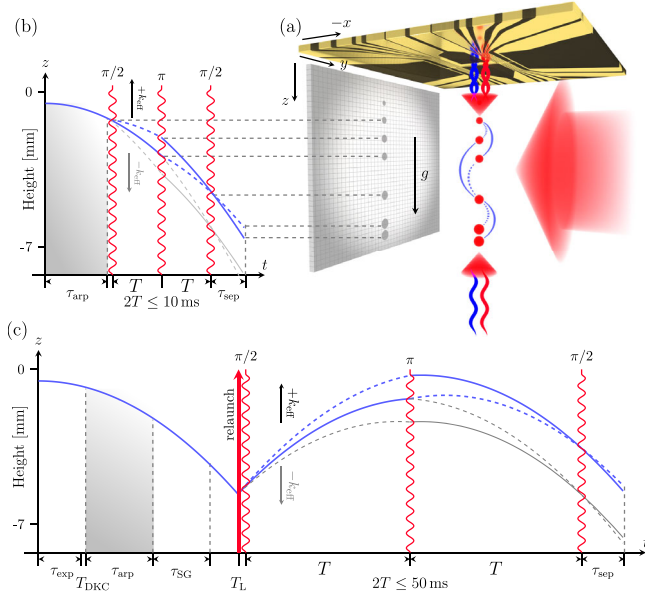 (b)
z
0
Height [mm]
-7
π/2
π
π/2
+k_eff
-k_eff
t
τ_arp
T
T
τ_sep
2T ≤ 10 ms
(a)
-x
y
z
g
(c)
z
0
Height [mm]
-7
π/2
π
π/2
relaunch
+k_eff
-k_eff
t
τ_exp
T_DKC
τ_arp
τ_SG
T_L
T
T
τ_sep
2T ≤ 50 ms